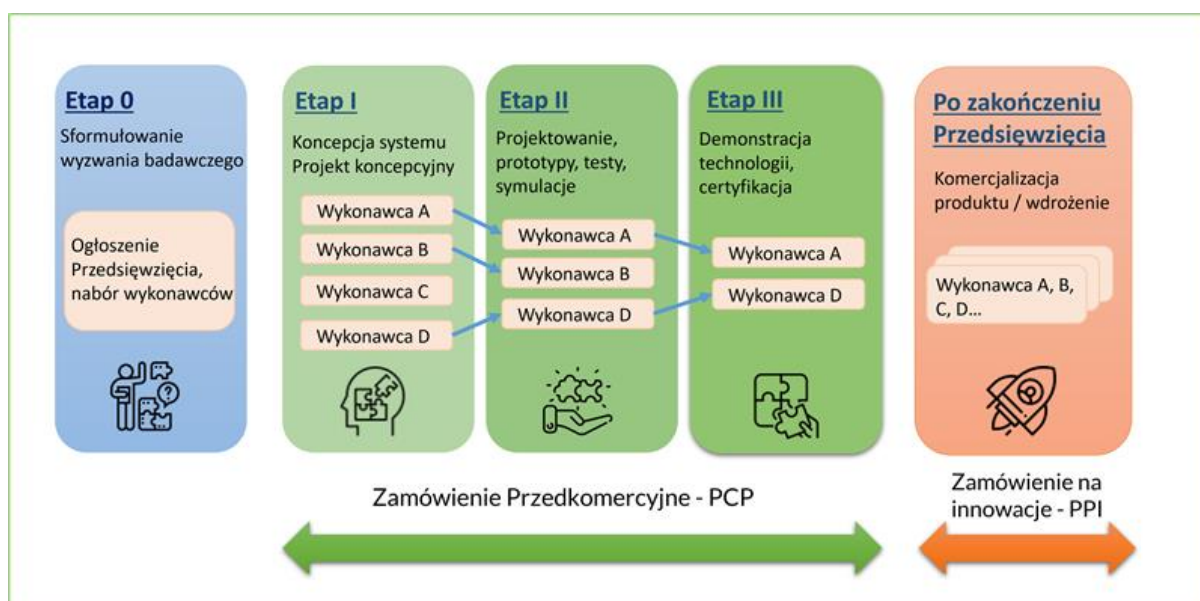 Etap 0
Sformułowanie
wyzwania badawczego
Ogłoszenie
Przedsięwzięcia,
nabór wykonawców
Etap I
Koncepcja systemu
Projekt koncepcyjny
Wykonawca A
Wykonawca B
Wykonawca C
Wykonawca D
Etap II
Projektowanie,
prototypy, testy,
symulacje
Wykonawca A
Wykonawca B
Wykonawca D
Etap III
Demonstracja
technologii,
certyfikacja
Wykonawca A
Wykonawca D
Po zakończeniu
Przedsięwzięcia
Komercjalizacja
produktu / wdrożenie
Wykonawca A, B,
C, D...
Zamówienie Przedkomercyjne - PCP
Zamówienie na
innowacje - PPI